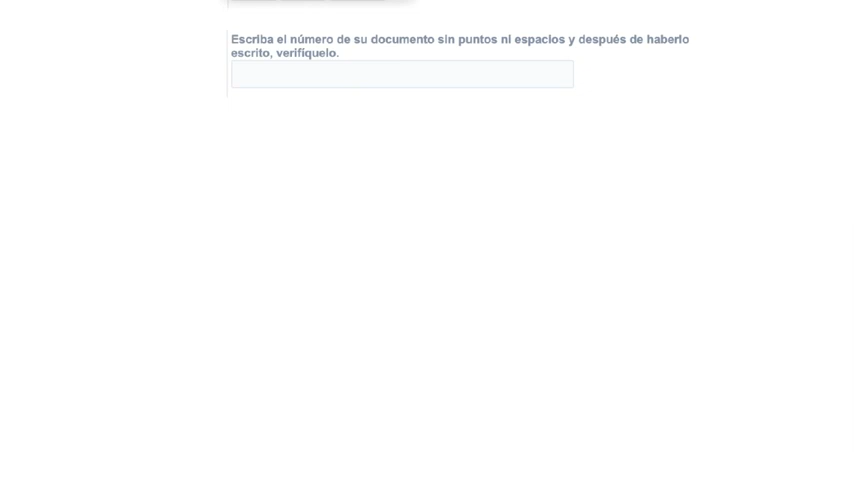 Escriba el número de su documento sin puntos ni espacios y después de haberlo
escrito, verifíquelo.